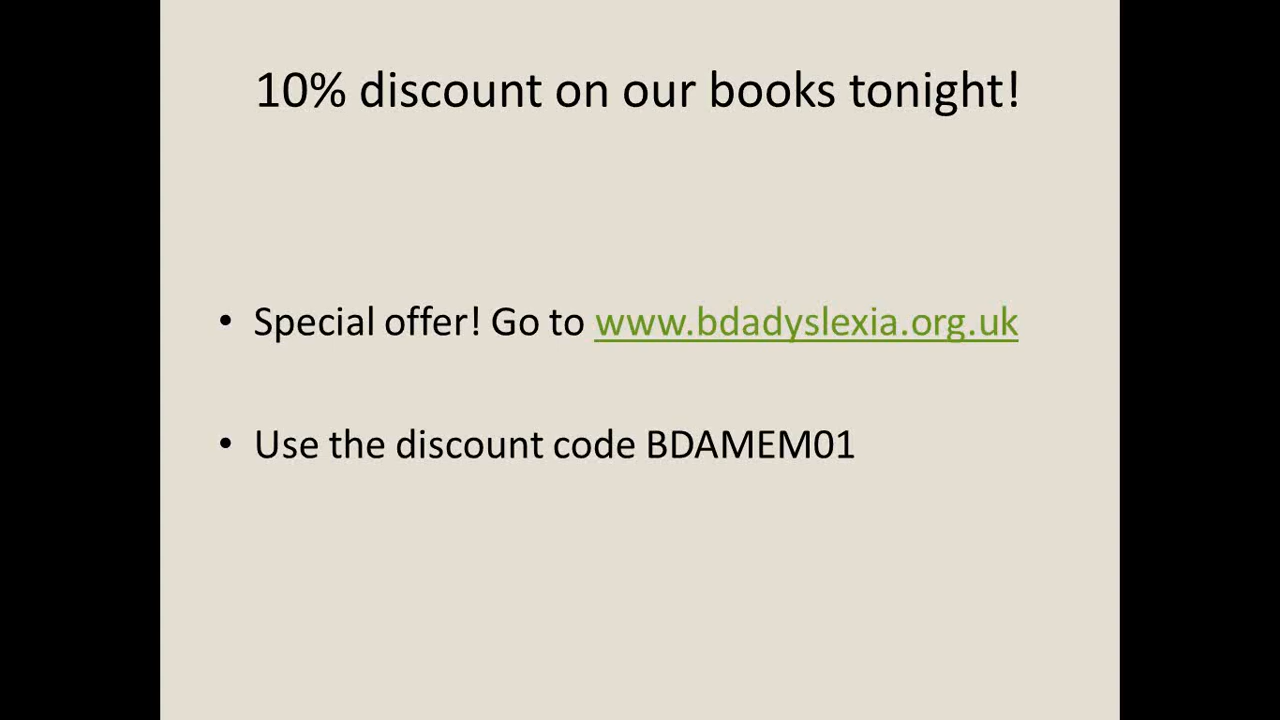 10% discount on our books tonight!
• Special offer! Go to www.bdadyslexia.org.uk
• Use the discount code BDAMEM01